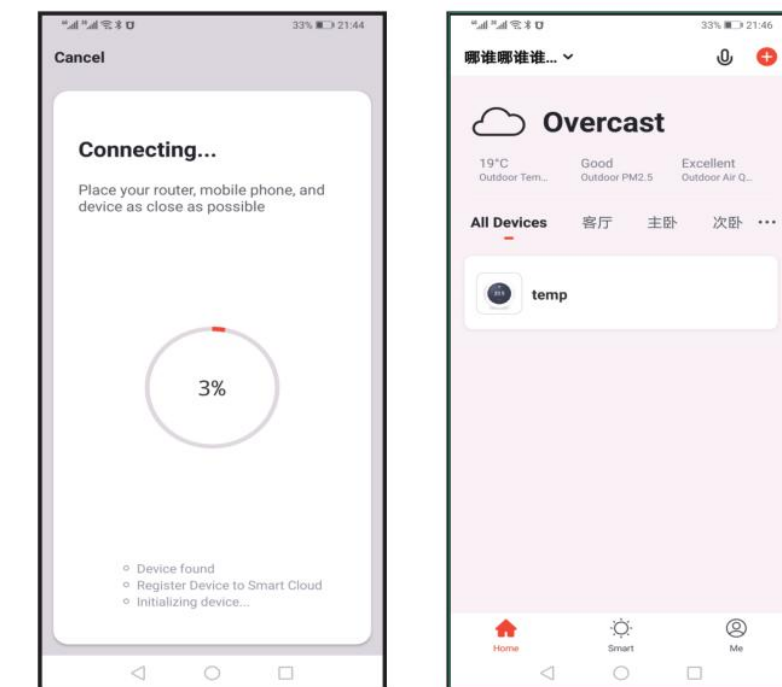 33% 21:44
Cancel
Connecting...
Place your router, mobile phone, and
device as close as possible
3%
Device found
Register Device to Smart Cloud
Initializing device...
33% 21:46
哪谁哪谁谁...
Overcast
19°C Good Excellent
Outdoor Tem... Outdoor PM2.5 Outdoor Air Q...
All Devices 客厅 主卧 次卧 ...
temp
Home Smart Me